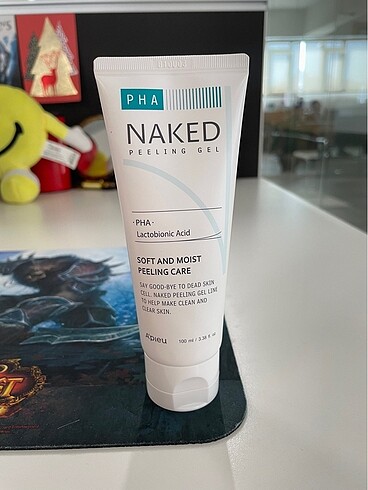 PHA
NAKED
PEELING GEL
·PHA·
Lactobionic Acid
SOFT AND MOIST
PEELING CARE
SAY GOOD-BYE TO DEAD SKIN
CELL. NAKED PEELING GEL LINE
TO HELP MAKE CLEAN AND
CLEAR SKIN.
A'PIEU
100 ml / 3.38 fl. oz